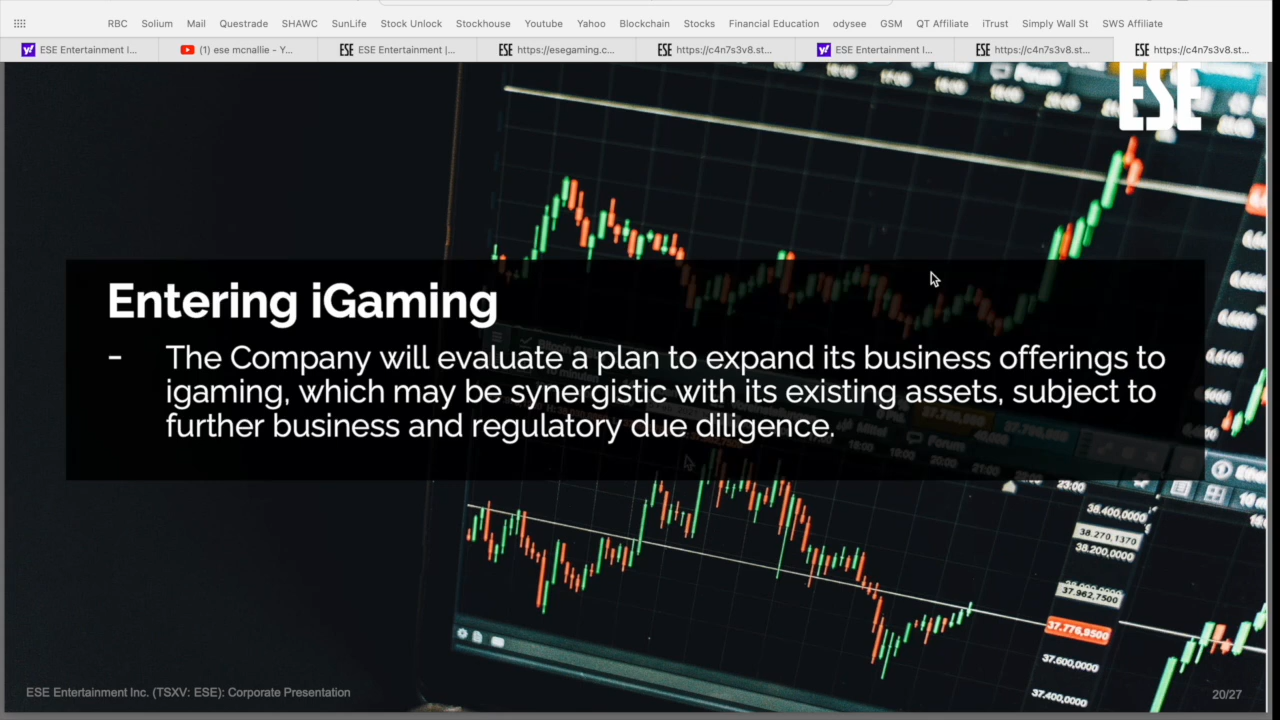 RBC Solium Mail Questrade SHAWC SunLife Stock Unlock Stockhouse Youtube Yahoo Blockchain Stocks Financial Education odysee GSM QT Affiliate iTrust Simply Wall St SWS Affiliate
ESE Entertainment I... (1) ese mcnallie - Y... ESE Entertainment |... https://esegaming.c... https://c4n7s3v8.st... ESE Entertainment I... https://c4n7s3v8.st... https://c4n7s3v8.st...
ESE
Entering iGaming
- The Company will evaluate a plan to expand its business offerings to
igaming, which may be synergistic with its existing assets, subject to
further business and regulatory due diligence.
Forum
23:00
38.400,0000
38.270,1370
38.200,0000
37.962,7500
37.776,9500
37.600,0000
37.400,0000
ESE Entertainment Inc. (TSXV: ESE): Corporate Presentation
20/27